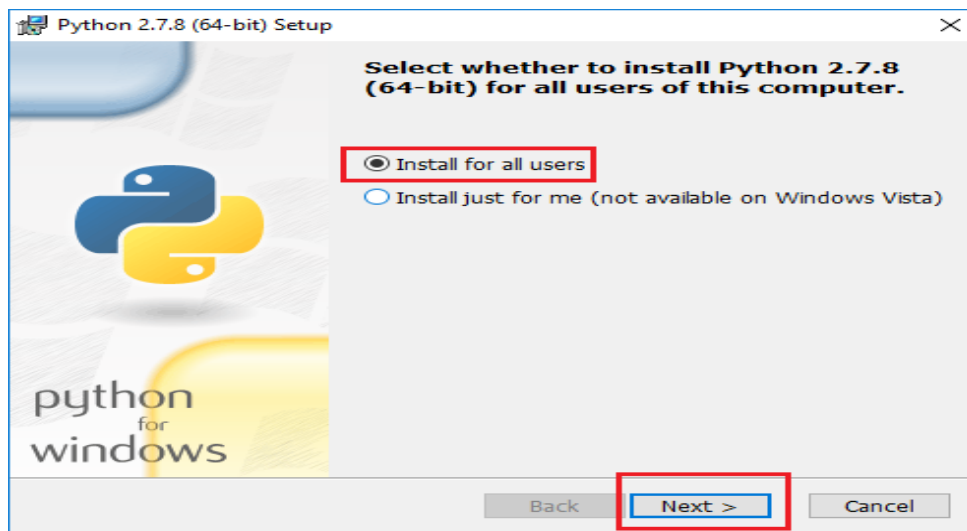 Python 2.7.8 (64-bit) Setup
Select whether to install Python 2.7.8
(64-bit) for all users of this computer.
Install for all users
Install just for me (not available on Windows Vista)
python
for
windows
Back
Next >
Cancel